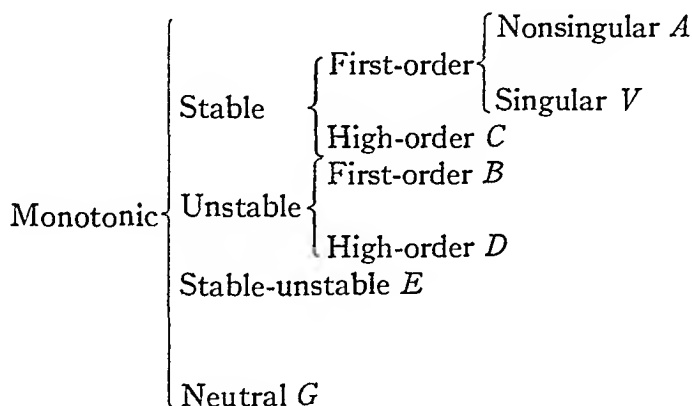 Nonsingular A
First-order
Singular V
Stable
High-order C
First-order B
Monotonic
Unstable
High-order D
Stable-unstable E
Neutral G